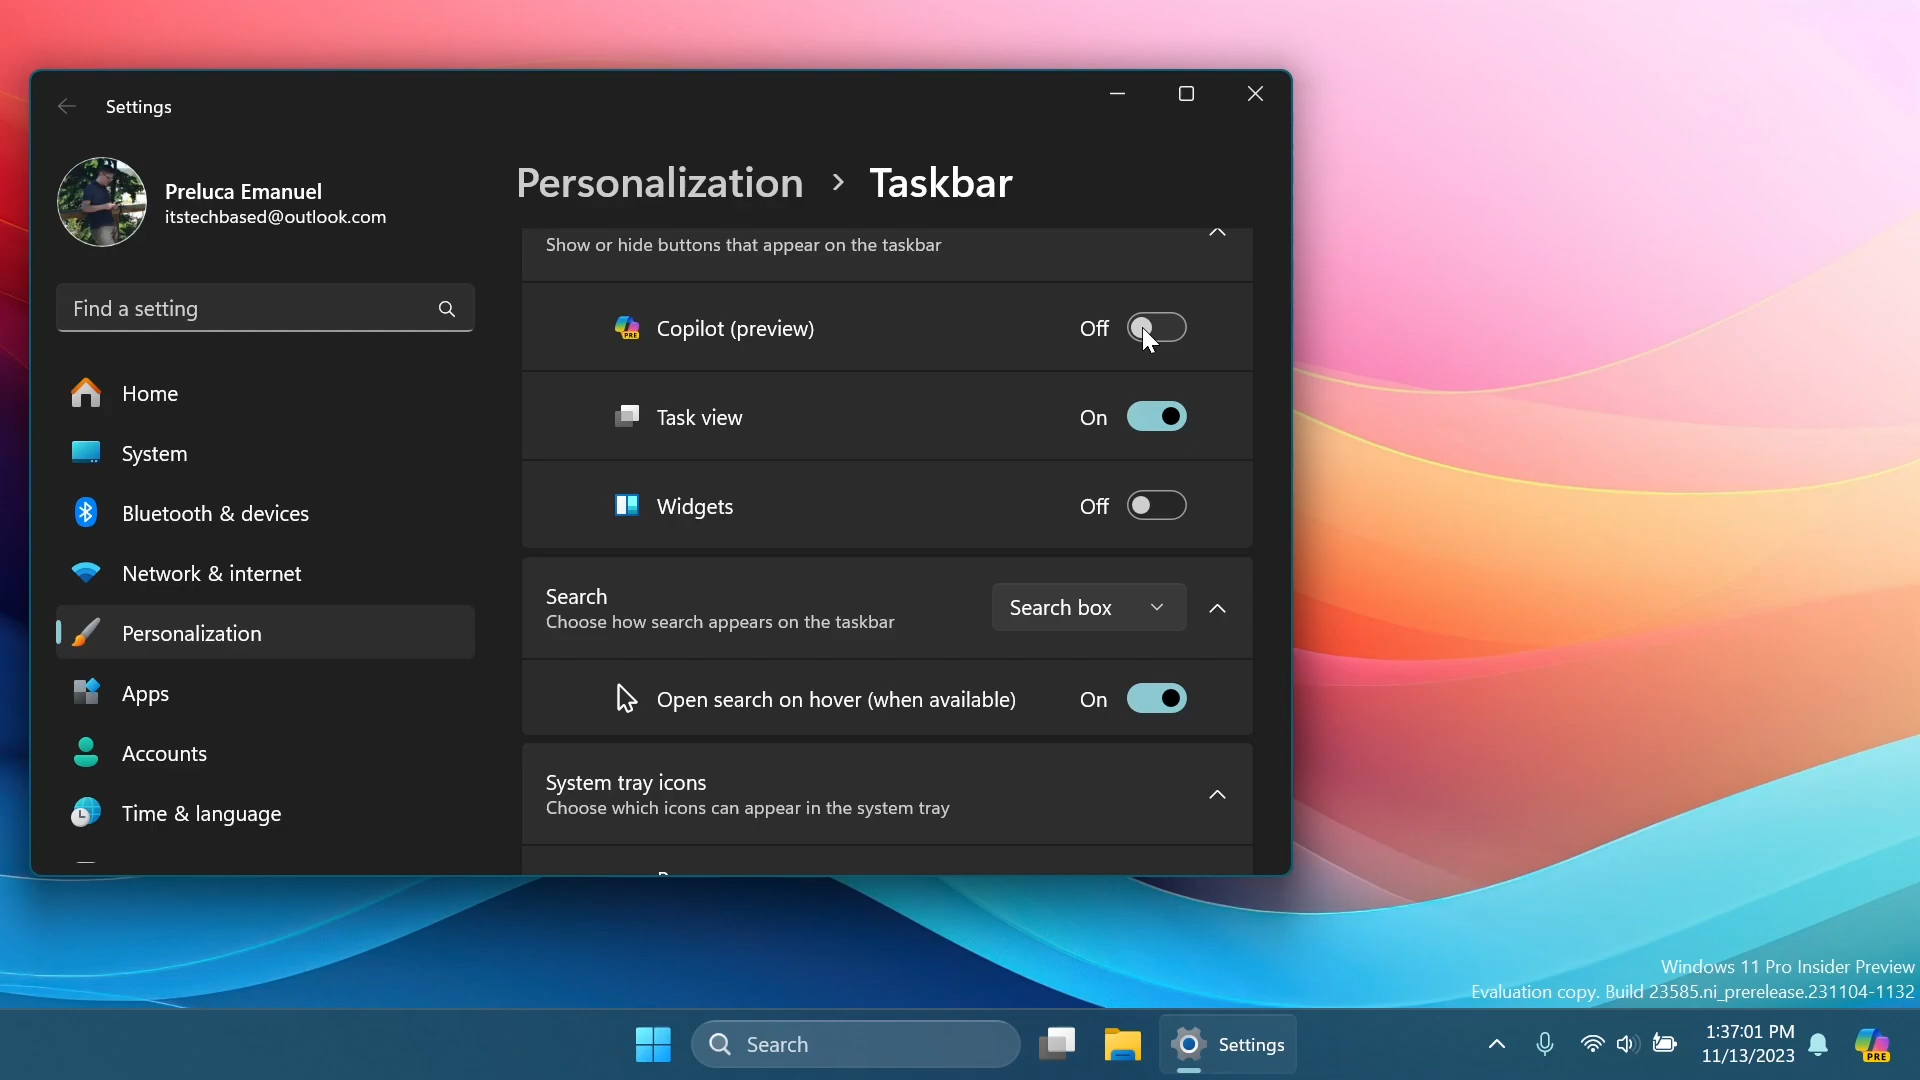 Settings
Preluca Emanuel
itstechbased@outlook.com
Find a setting
Home
System
Bluetooth & devices
Network & internet
Personalization
Apps
Accounts
Time & language
Personalization › Taskbar
Show or hide buttons that appear on the taskbar
PRE
Copilot (preview) Off
Task view On
Widgets Off
Search
Choose how search appears on the taskbar
Search box
Open search on hover (when available) On
System tray icons
Choose which icons can appear in the system tray
Windows 11 Pro Insider Preview
Evaluation copy. Build 23585.ni_prerelease.231104-1132
Search
Settings
1:37:01 PM
11/13/2023
PRE